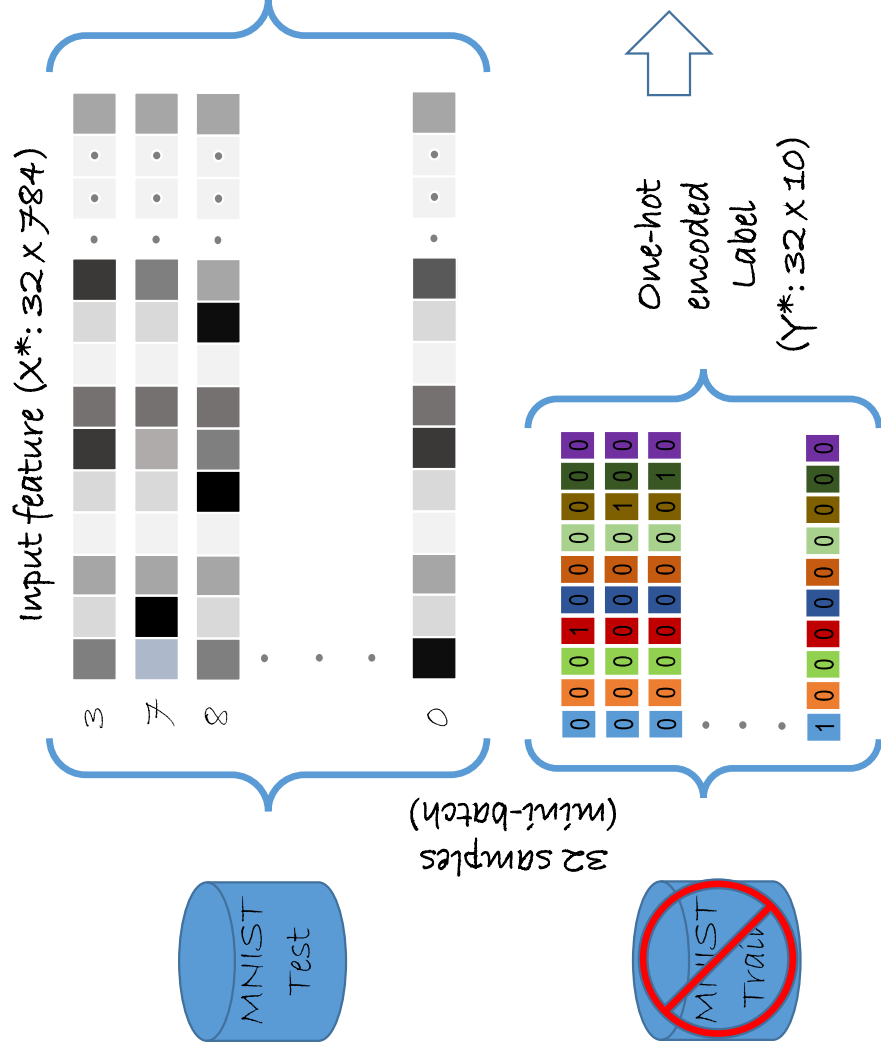 Input feature (X*: 32 x 784)
MNIST
Test
3
7
8
0
32 samples
(mini-batch)
MNIST
Train
0 0 0 1 0 0 0 0 0 0
0 0 0 0 0 0 0 1 0 0
0 0 0 0 0 0 0 0 1 0
1 0 0 0 0 0 0 0 0 0
One-hot
encoded
Label
(Y*: 32 x 10)